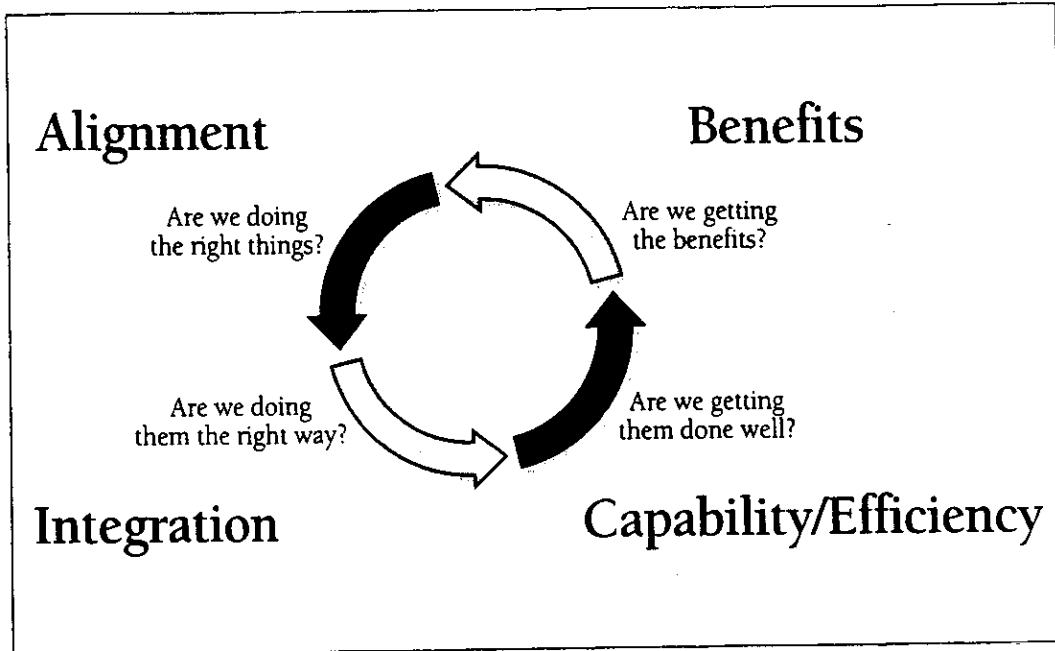 Alignment
Benefits
Are we doing
the right things?
Are we getting
the benefits?
Are we doing
them the right way?
Are we getting
them done well?
Integration
Capability/Efficiency